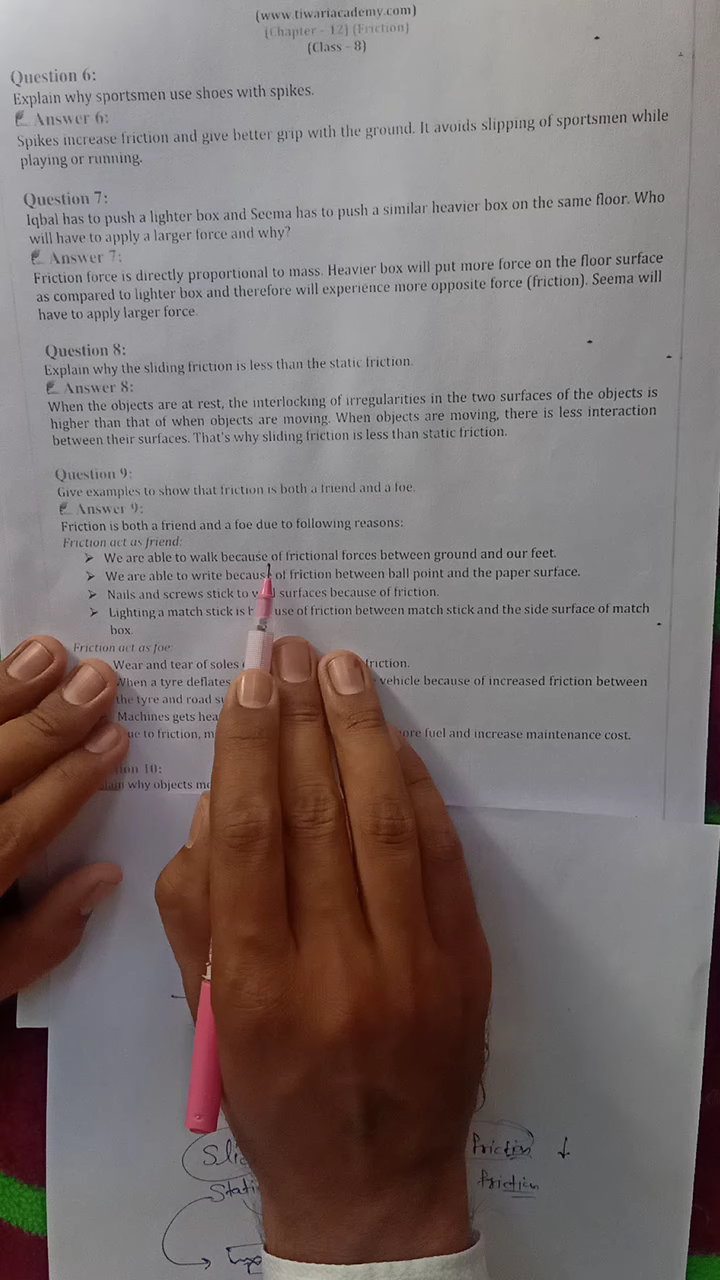 (www.tiwariacademy.com)
(Chapter - 12) (Friction)
(Class - 8)
Question 6:
Explain why sportsmen use shoes with spikes.
Answer 6:
Spikes increase friction and give better grip with the ground. It avoids slipping of sportsmen while
playing or running.
Question 7:
Iqbal has to push a lighter box and Seema has to push a similar heavier box on the same floor. Who
will have to apply a larger force and why?
Answer 7:
Friction force is directly proportional to mass. Heavier box will put more force on the floor surface
as compared to lighter box and therefore will experience more opposite force (friction). Seema will
have to apply larger force.
Question 8:
Explain why the sliding friction is less than the static friction.
Answer 8:
When the objects are at rest, the interlocking of irregularities in the two surfaces of the objects is
higher than that of when objects are moving. When objects are moving, there is less interaction
between their surfaces. That's why sliding friction is less than static friction.
Question 9:
Give examples to show that friction is both a friend and a foe.
Answer 9:
Friction is both a friend and a foe due to following reasons:
Friction act as friend:
➤ We are able to walk because of frictional forces between ground and our feet.
➤ We are able to write because of friction between ball point and the paper surface.
➤ Nails and screws stick to surfaces because of friction.
➤ Lighting a match stick is of friction between match stick and the side surface of match
box.
Friction act as foe:
Wear and tear of soles friction.
When a tyre deflates vehicle because of increased friction between
the tyre and road
Machines gets
to friction, more fuel and increase maintenance cost.
10:
why objects
Friction ↓
Friction